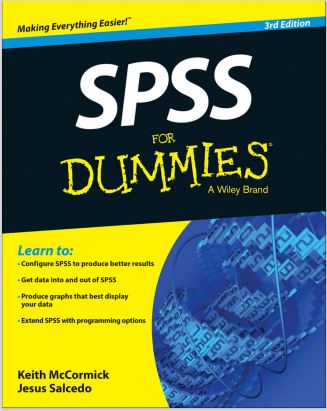 Making Everything Easier!™
3rd Edition
SPSS
FOR
DUMMIES®
A Wiley Brand
Learn to:
• Configure SPSS to produce better results
• Get data into and out of SPSS
• Produce graphs that best display
your data
• Extend SPSS with programming options
Keith McCormick
Jesus Salcedo